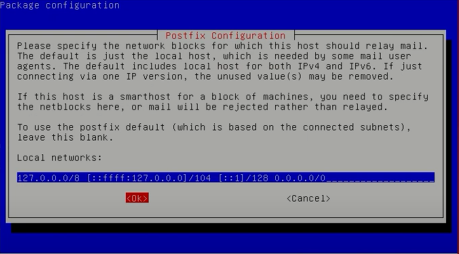 Package configuration
Postfix Configuration
Please specify the network blocks for which this host should relay mail.
The default is just the local host, which is needed by some mail user
agents. The default includes local host for both IPv4 and IPv6. If just
connecting via one IP version, the unused value(s) may be removed.
If this host is a smarthost for a block of machines, you need to specify
the netblocks here, or mail will be rejected rather than relayed.
To use the postfix default (which is based on the connected subnets),
leave this blank.
Local networks:
127.0.0.0/8 [::ffff:127.0.0.0]/104 [::1]/128 0.0.0.0/0
<Ok> <Cancel>